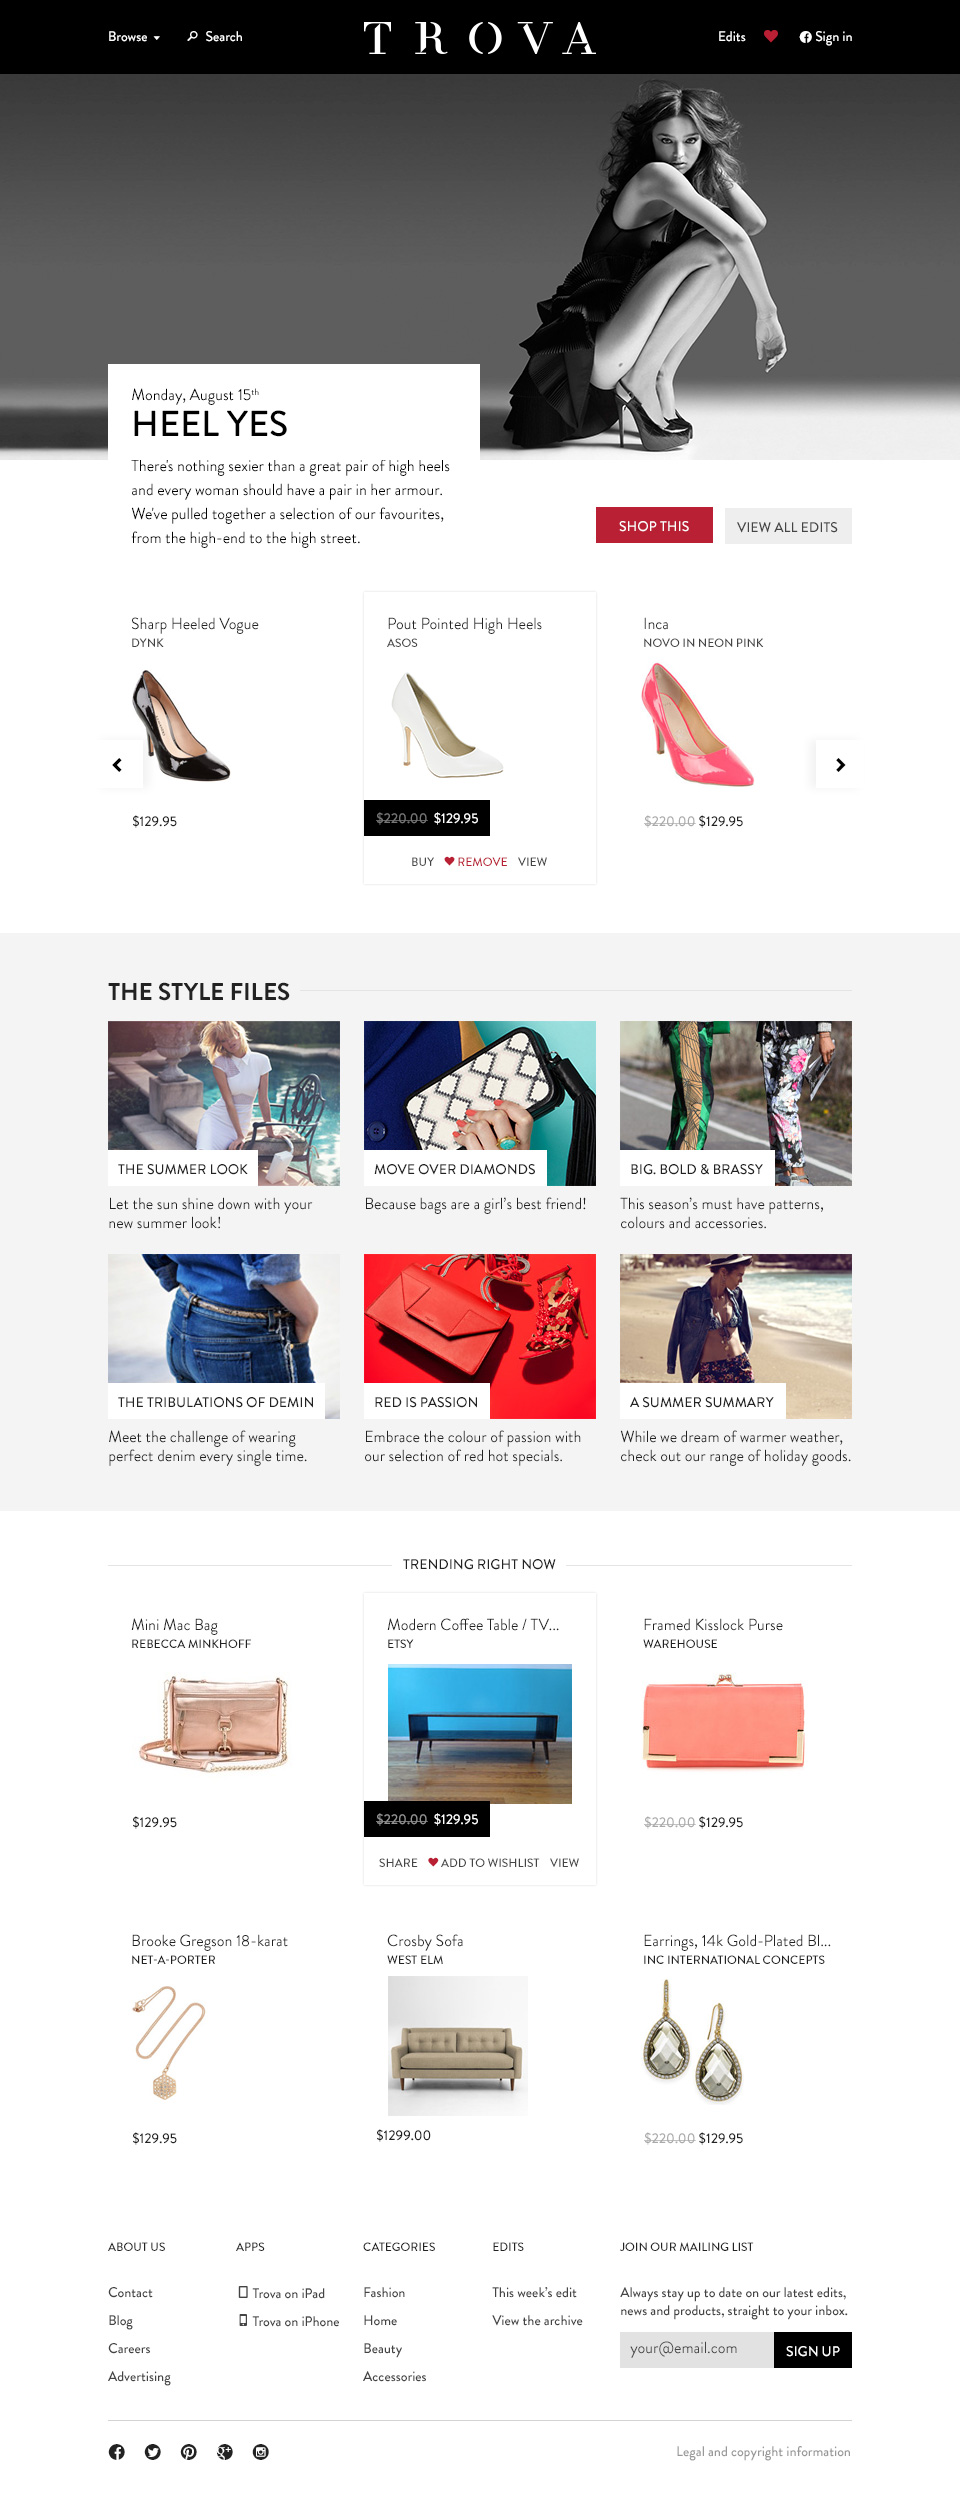 Browse
Search
TROVA
Edits
Sign in
Monday, August 15th
HEEL YES
There's nothing sexier than a great pair of high heels
and every woman should have a pair in her armour.
We've pulled together a selection of our favourites,
from the high-end to the high street.
SHOP THIS
VIEW ALL EDITS
Sharp Heeled Vogue
DYNK
$129.95
Pout Pointed High Heels
ASOS
$220.00 $129.95
BUY REMOVE VIEW
Inca
NOVO IN NEON PINK
$220.00 $129.95
THE STYLE FILES
THE SUMMER LOOK
Let the sun shine down with your
new summer look!
MOVE OVER DIAMONDS
Because bags are a girl's best friend!
BIG. BOLD & BRASSY
This season's must have patterns,
colours and accessories.
THE TRIBULATIONS OF DEMIN
Meet the challenge of wearing
perfect denim every single time.
RED IS PASSION
Embrace the colour of passion with
our selection of red hot specials.
A SUMMER SUMMARY
While we dream of warmer weather,
check out our range of holiday goods.
TRENDING RIGHT NOW
Mini Mac Bag
REBECCA MINKHOFF
$129.95
Modern Coffee Table / TV...
ETSY
$220.00 $129.95
SHARE ADD TO WISHLIST VIEW
Framed Kisslock Purse
WAREHOUSE
$220.00 $129.95
Brooke Gregson 18-karat
NET-A-PORTER
$129.95
Crosby Sofa
WEST ELM
$1299.00
Earrings, 14k Gold-Plated Bl...
INC INTERNATIONAL CONCEPTS
$220.00 $129.95
ABOUT US
Contact
Blog
Careers
Advertising
APPS
Trova on iPad
Trova on iPhone
CATEGORIES
Fashion
Home
Beauty
Accessories
EDITS
This week's edit
View the archive
JOIN OUR MAILING LIST
Always stay up to date on our latest edits,
news and products, straight to your inbox.
your@email.com
SIGN UP
Legal and copyright information